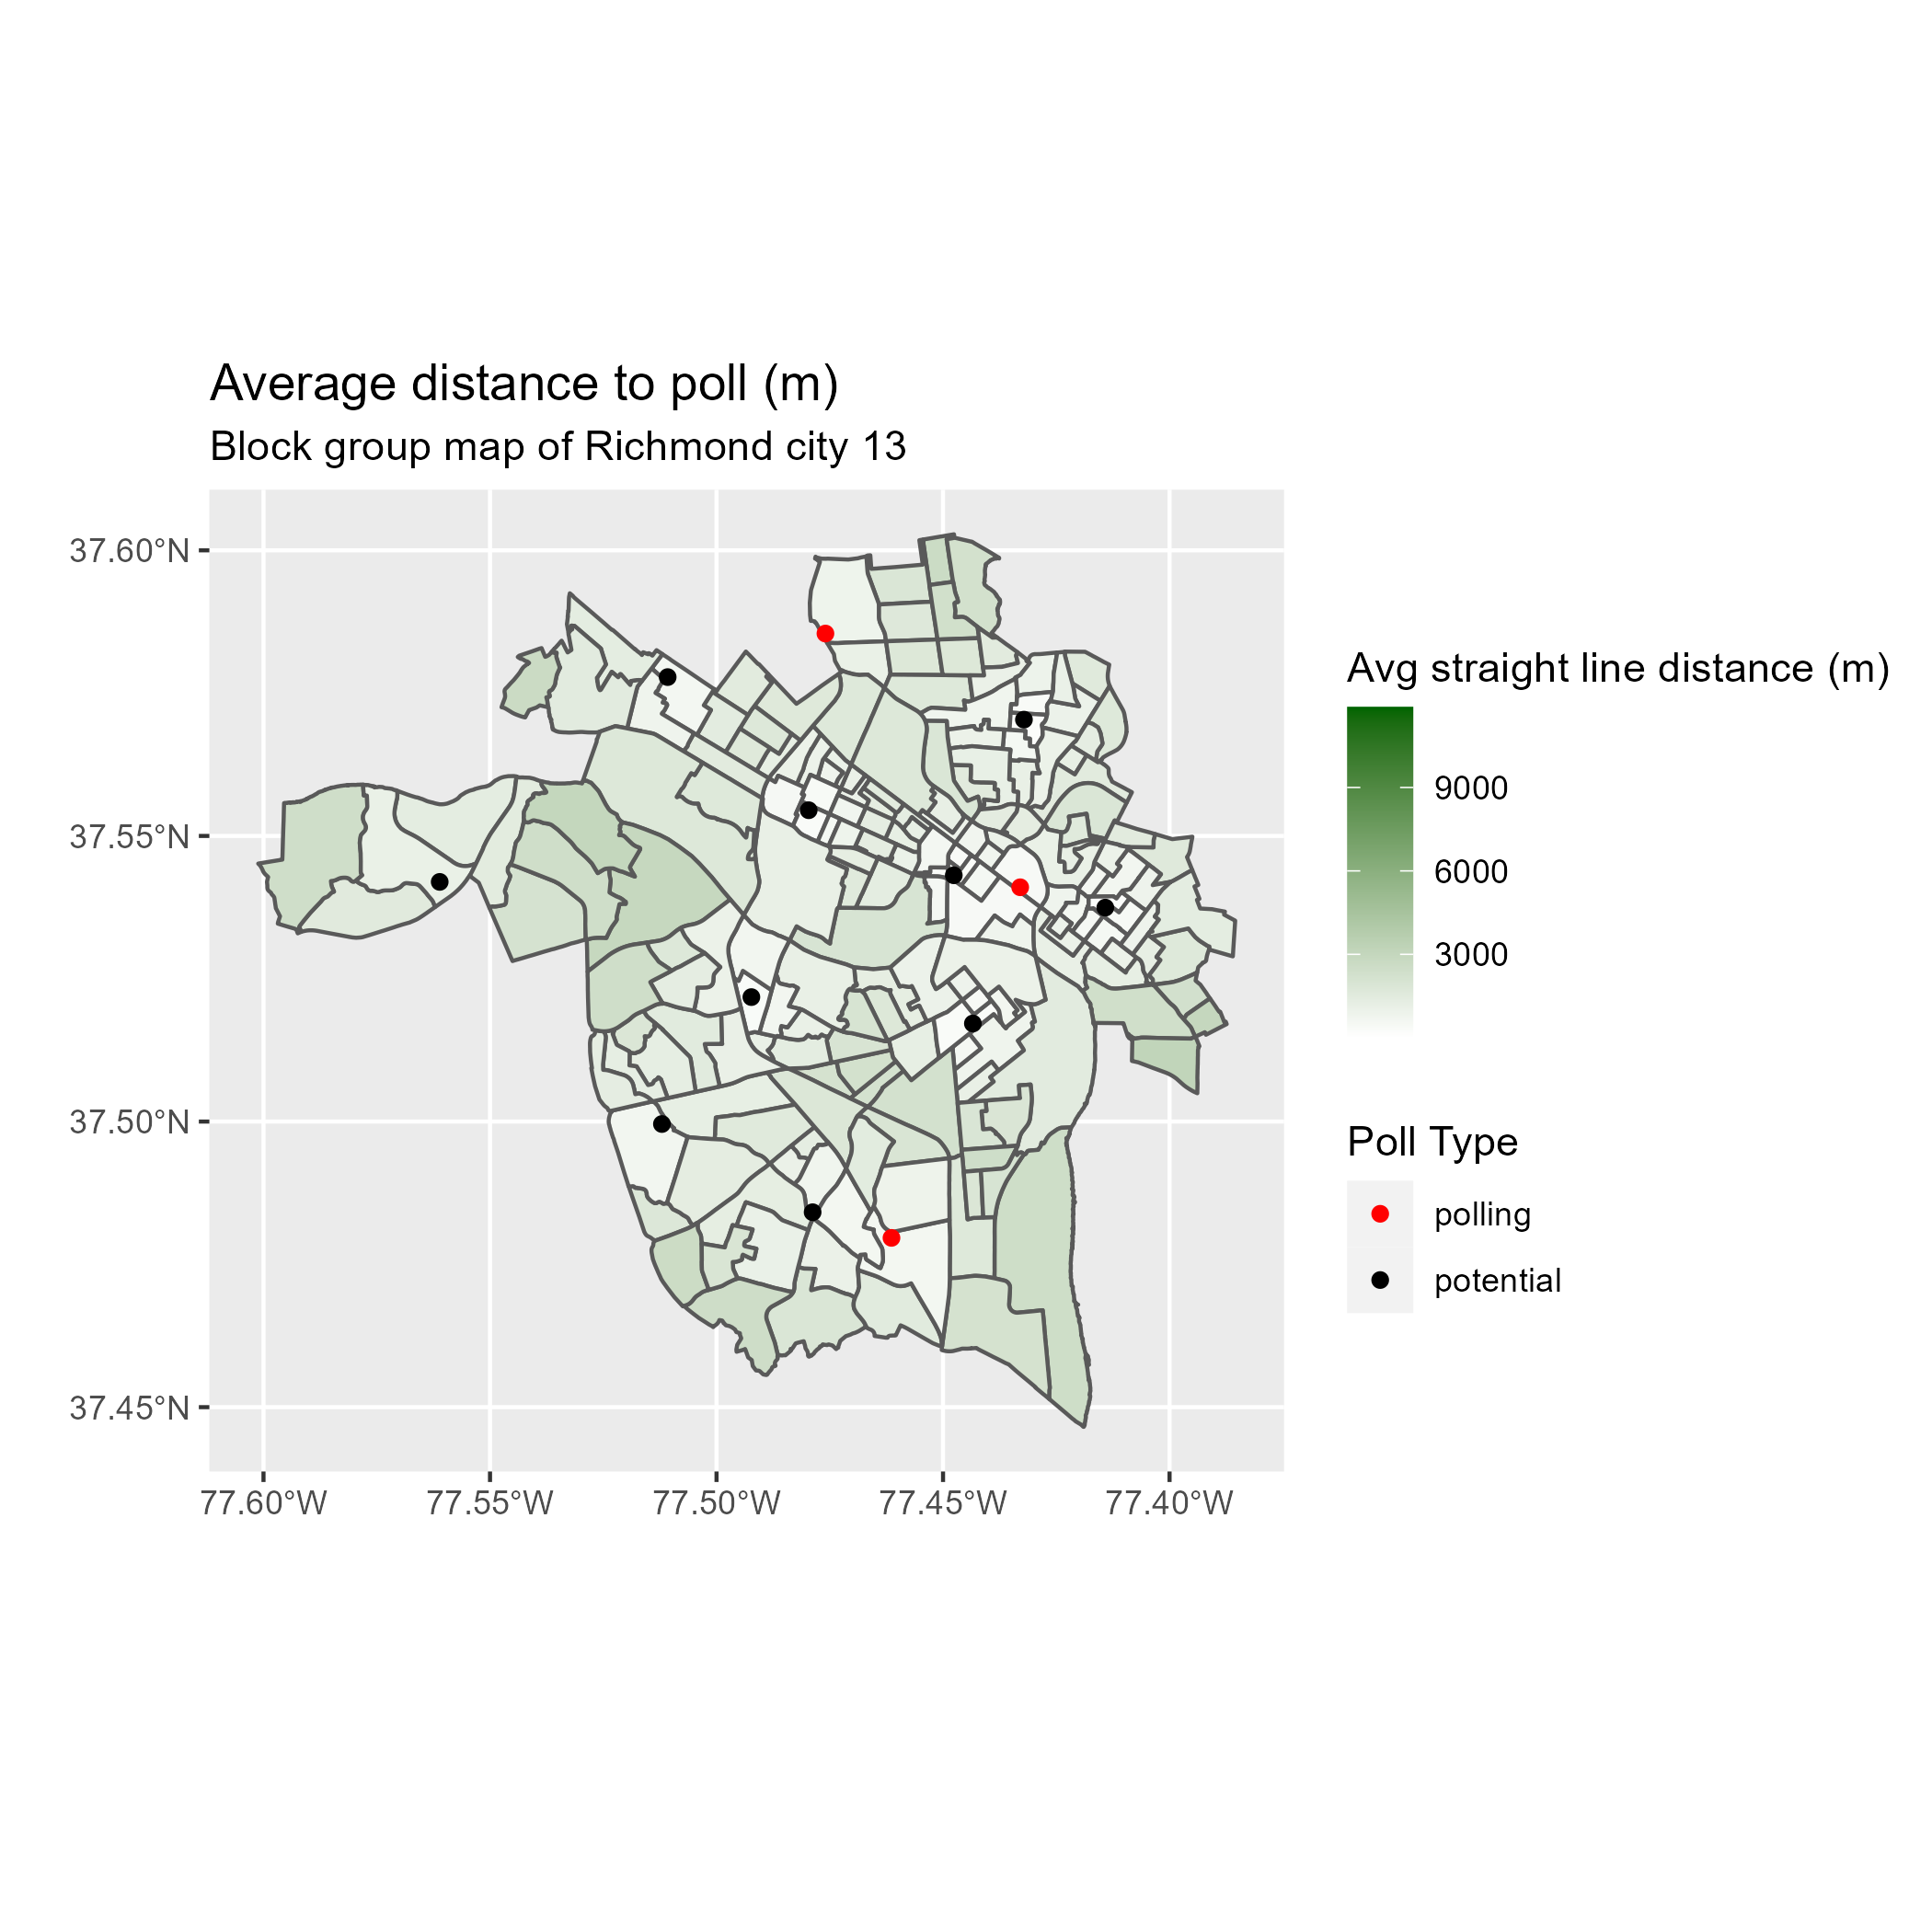 Average distance to poll (m)
Block group map of Richmond city 13
37.60°N
37.55°N
37.50°N
37.45°N
77.60°W 77.55°W 77.50°W 77.45°W 77.40°W
Avg straight line distance (m)
9000
6000
3000
Poll Type
polling
potential